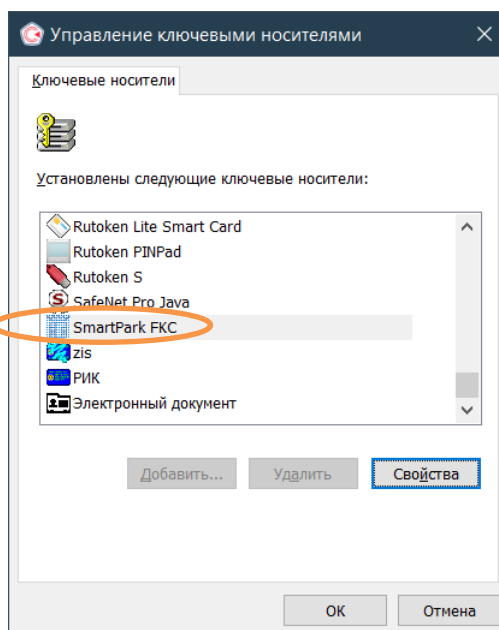 Управление ключевыми носителями
Ключевые носители
Установлены следующие ключевые носители:
Rutoken Lite Smart Card
Rutoken PINPad
Rutoken S
SafeNet Pro Java
SmartPark FKC
zis
РИК
Электронный документ
Добавить...
Удалить
Свойства
ОК
Отмена